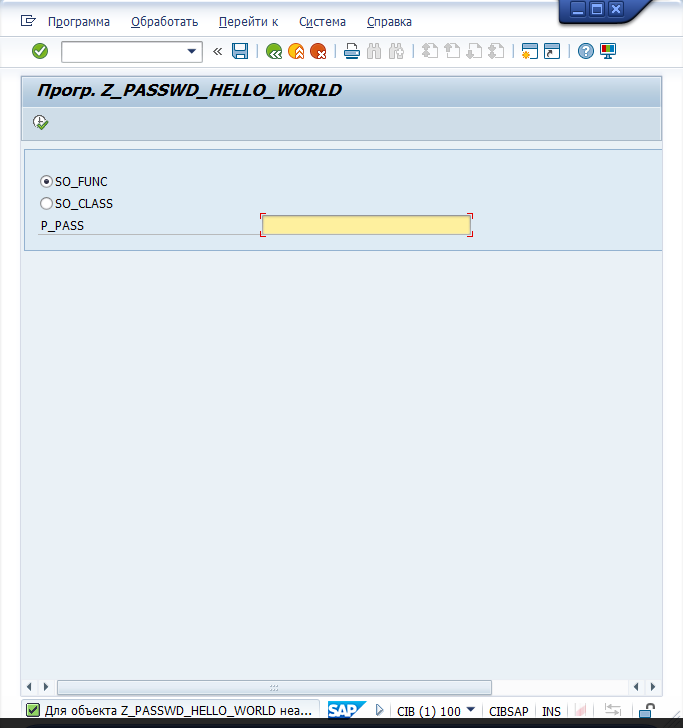 Программа Обработать Перейти к Система Справка
Прогр. Z_PASSWD_HELLO_WORLD
SO_FUNC
SO_CLASS
P_PASS
Для объекта Z_PASSWD_HELLO_WORLD неа... SAP CIB (1) 100 CIBSAP INS